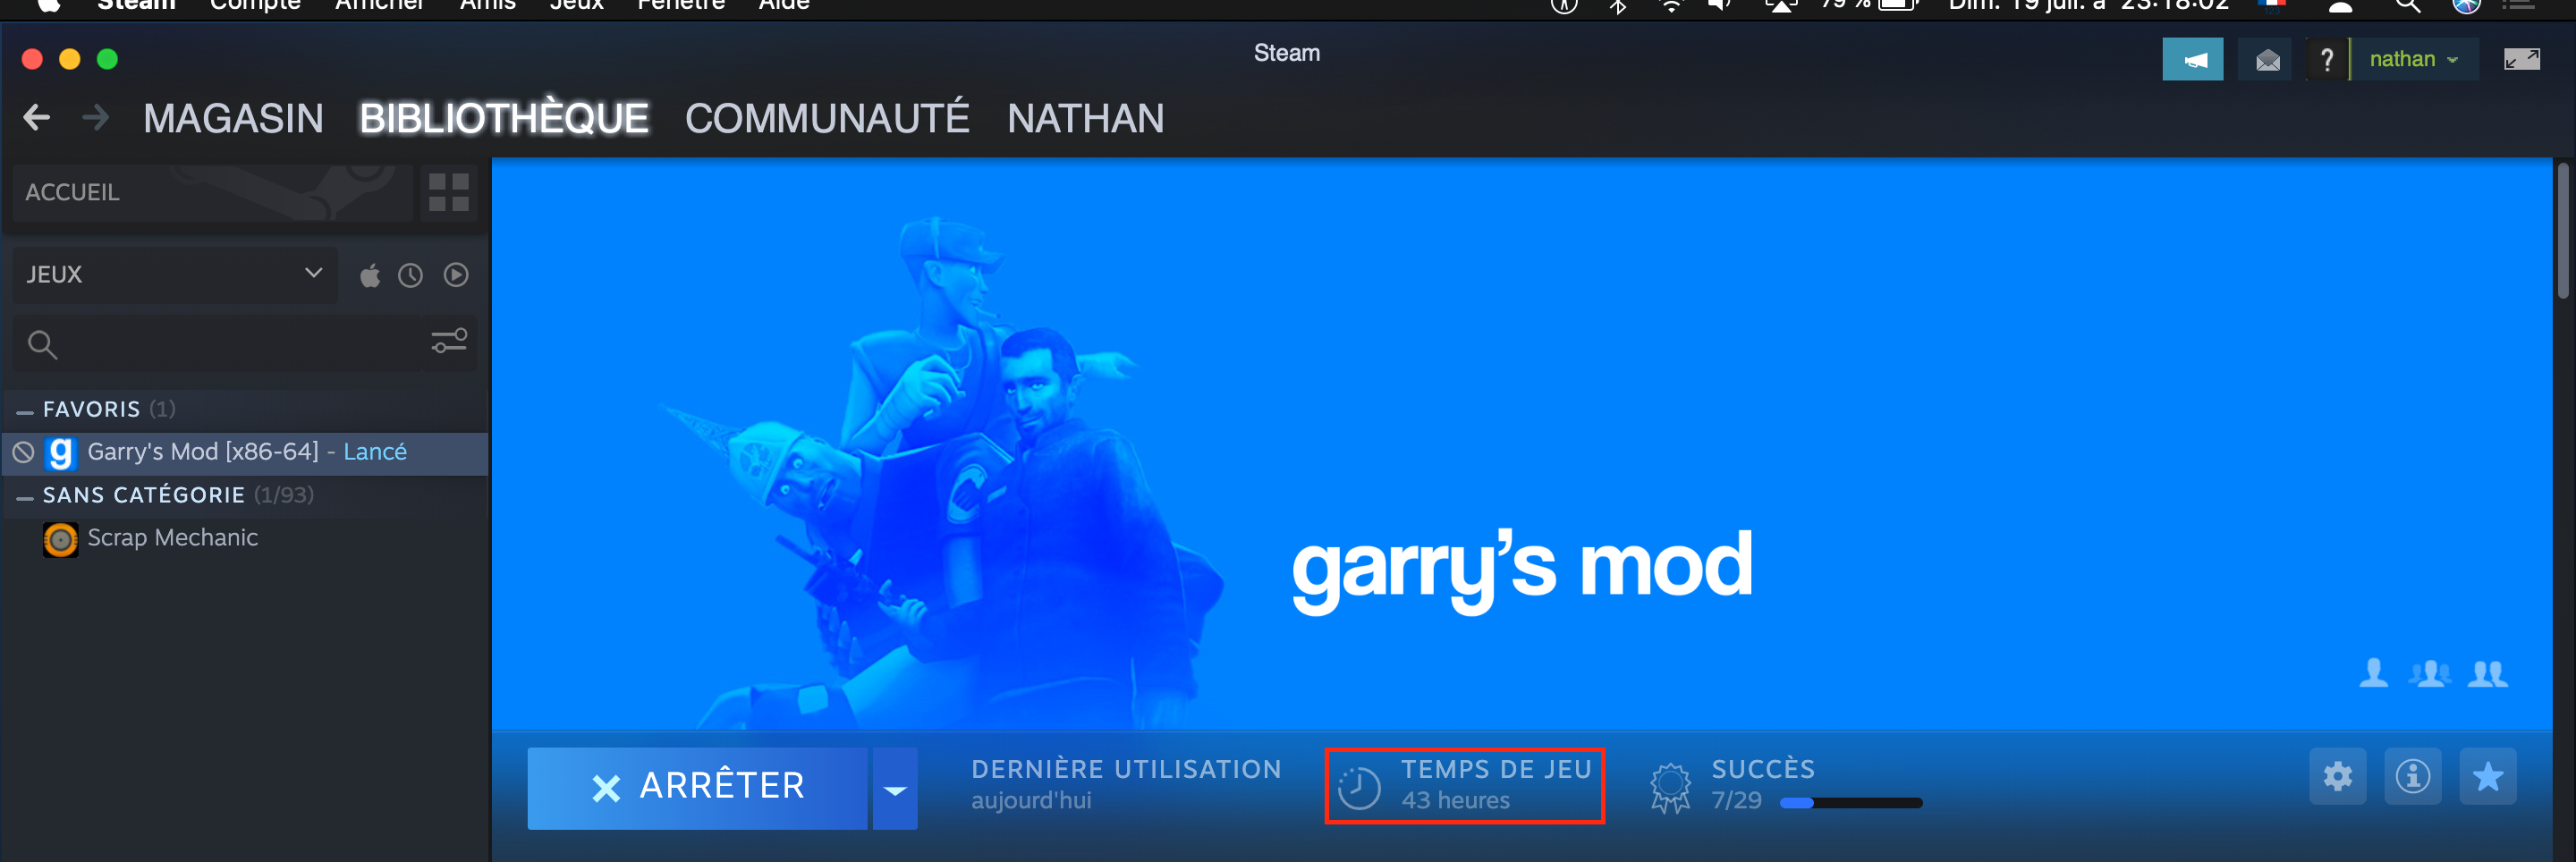 Steam Compte Afficher Amis Jeux Fenêtre Aide 79 % Dim. 19 juil. à 23:18:02
Steam
? nathan
MAGASIN BIBLIOTHÈQUE COMMUNAUTÉ NATHAN
ACCUEIL
JEUX
FAVORIS (1)
g Garry's Mod [x86-64] - Lancé
SANS CATÉGORIE (1/93)
Scrap Mechanic
garry's mod
ARRÊTER
DERNIÈRE UTILISATION
aujourd'hui
TEMPS DE JEU
43 heures
SUCCÈS
7/29